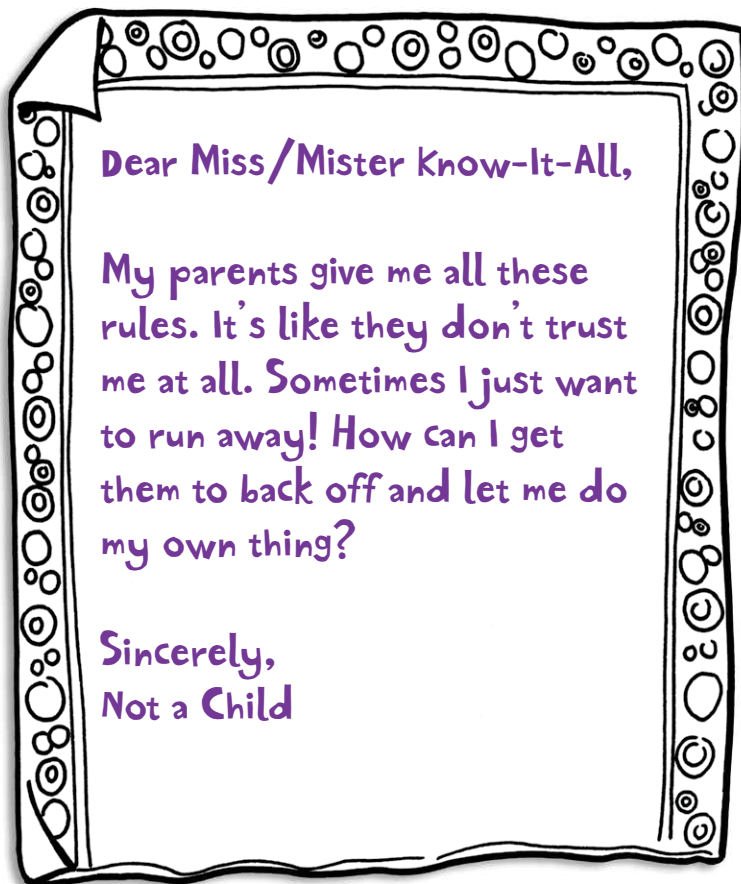 Dear Miss/Mister Know-It-All,
My parents give me all these
rules. It's like they don't trust
me at all. Sometimes I just want
to run away! How can I get
them to back off and let me do
my own thing?
Sincerely,
Not a Child